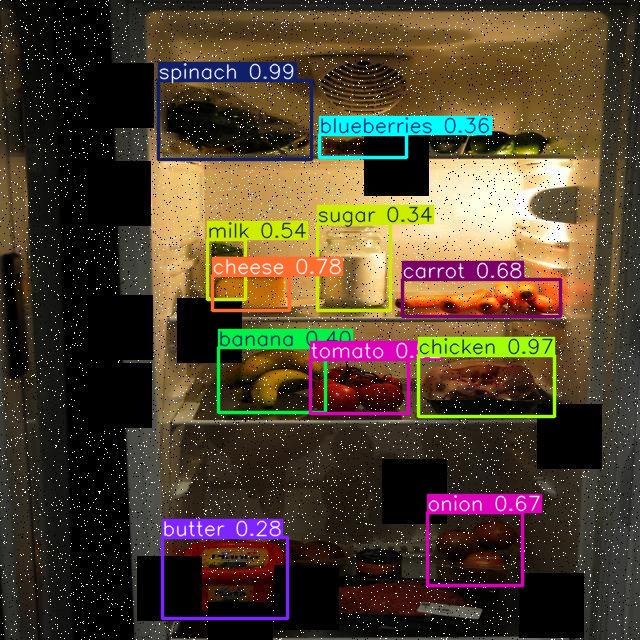 spinach 0.99
blueberries 0.36
sugar 0.34
milk 0.54
cheese 0.78
carrot 0.68
banana 0.40
tomato 0.
chicken 0.97
onion 0.67
butter 0.28